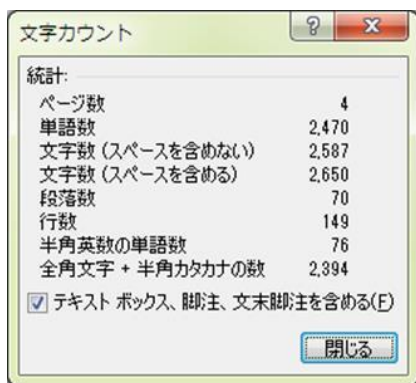 文字カウント
統計:
ページ数 4
単語数 2,470
文字数 (スペースを含めない) 2,587
文字数 (スペースを含める) 2,650
段落数 70
行数 149
半角英数の単語数 76
全角文字 + 半角カタカナの数 2,394
テキスト ボックス、脚注、文末脚注を含める(F)
閉じる